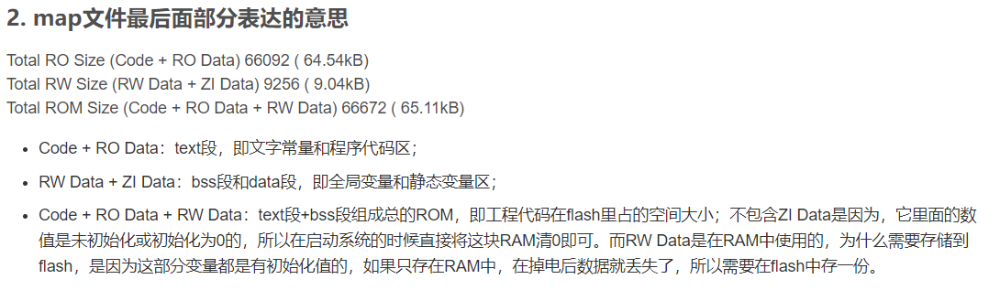 2. map文件最后面部分表达的意思
Total RO Size (Code + RO Data) 66092 ( 64.54kB)
Total RW Size (RW Data + ZI Data) 9256 ( 9.04kB)
Total ROM Size (Code + RO Data + RW Data) 66672 ( 65.11kB)
• Code + RO Data：text段，即文字常量和程序代码区；
• RW Data + ZI Data：bss段和data段，即全局变量和静态变量区；
• Code + RO Data + RW Data：text段+bss段组成总的ROM，即工程代码在flash里占的空间大小；不包含ZI Data是因为，它里面的数
值是未初始化或初始化为0的，所以在启动系统的时候直接将这块RAM清0即可。而RW Data是在RAM中使用的，为什么需要存储到
flash，是因为这部分变量都是有初始化值的，如果只存在RAM中，在掉电后数据就丢失了，所以需要在flash中存一份。